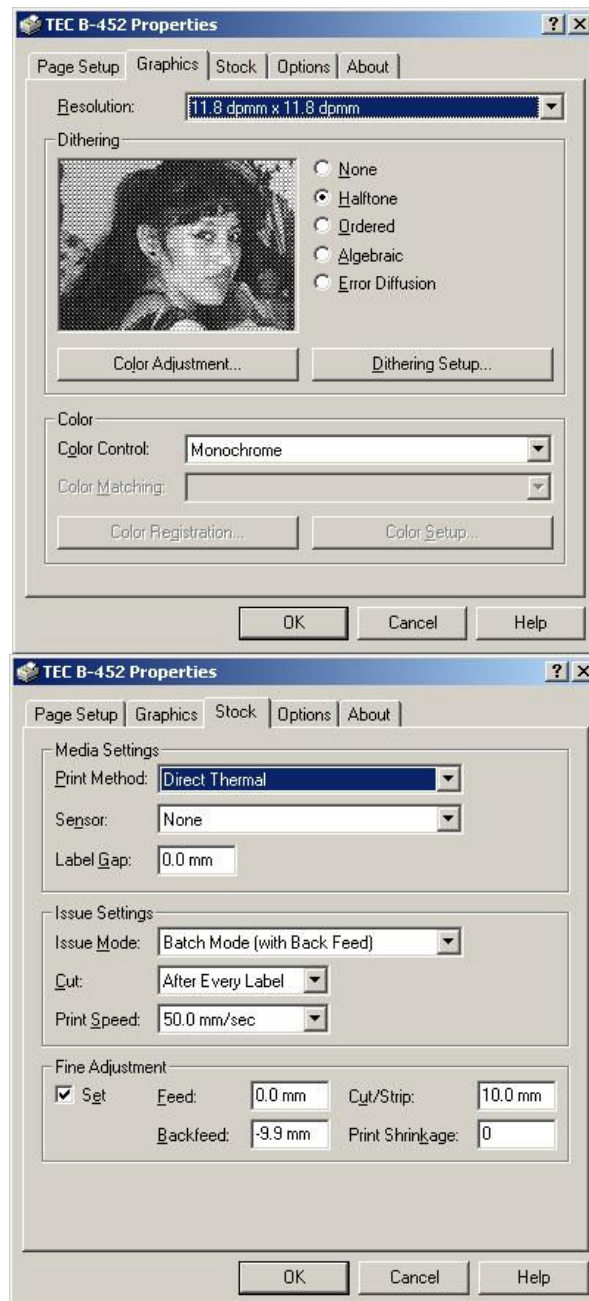 TEC B-452 Properties
Page Setup Graphics Stock Options About
Resolution: 11.8 dpmm x 11.8 dpmm
Dithering
None
Halftone
Ordered
Algebraic
Error Diffusion
Color Adjustment... Dithering Setup...
Color
Color Control: Monochrome
Color Matching:
Color Registration... Color Setup...
OK Cancel Help
TEC B-452 Properties
Page Setup Graphics Stock Options About
Media Settings
Print Method: Direct Thermal
Sensor: None
Label Gap: 0.0 mm
Issue Settings
Issue Mode: Batch Mode (with Back Feed)
Cut: After Every Label
Print Speed: 50.0 mm/sec
Fine Adjustment
Set Feed: 0.0 mm Cut/Strip: 10.0 mm
Backfeed: -9.9 mm Print Shrinkage: 0
OK Cancel Help